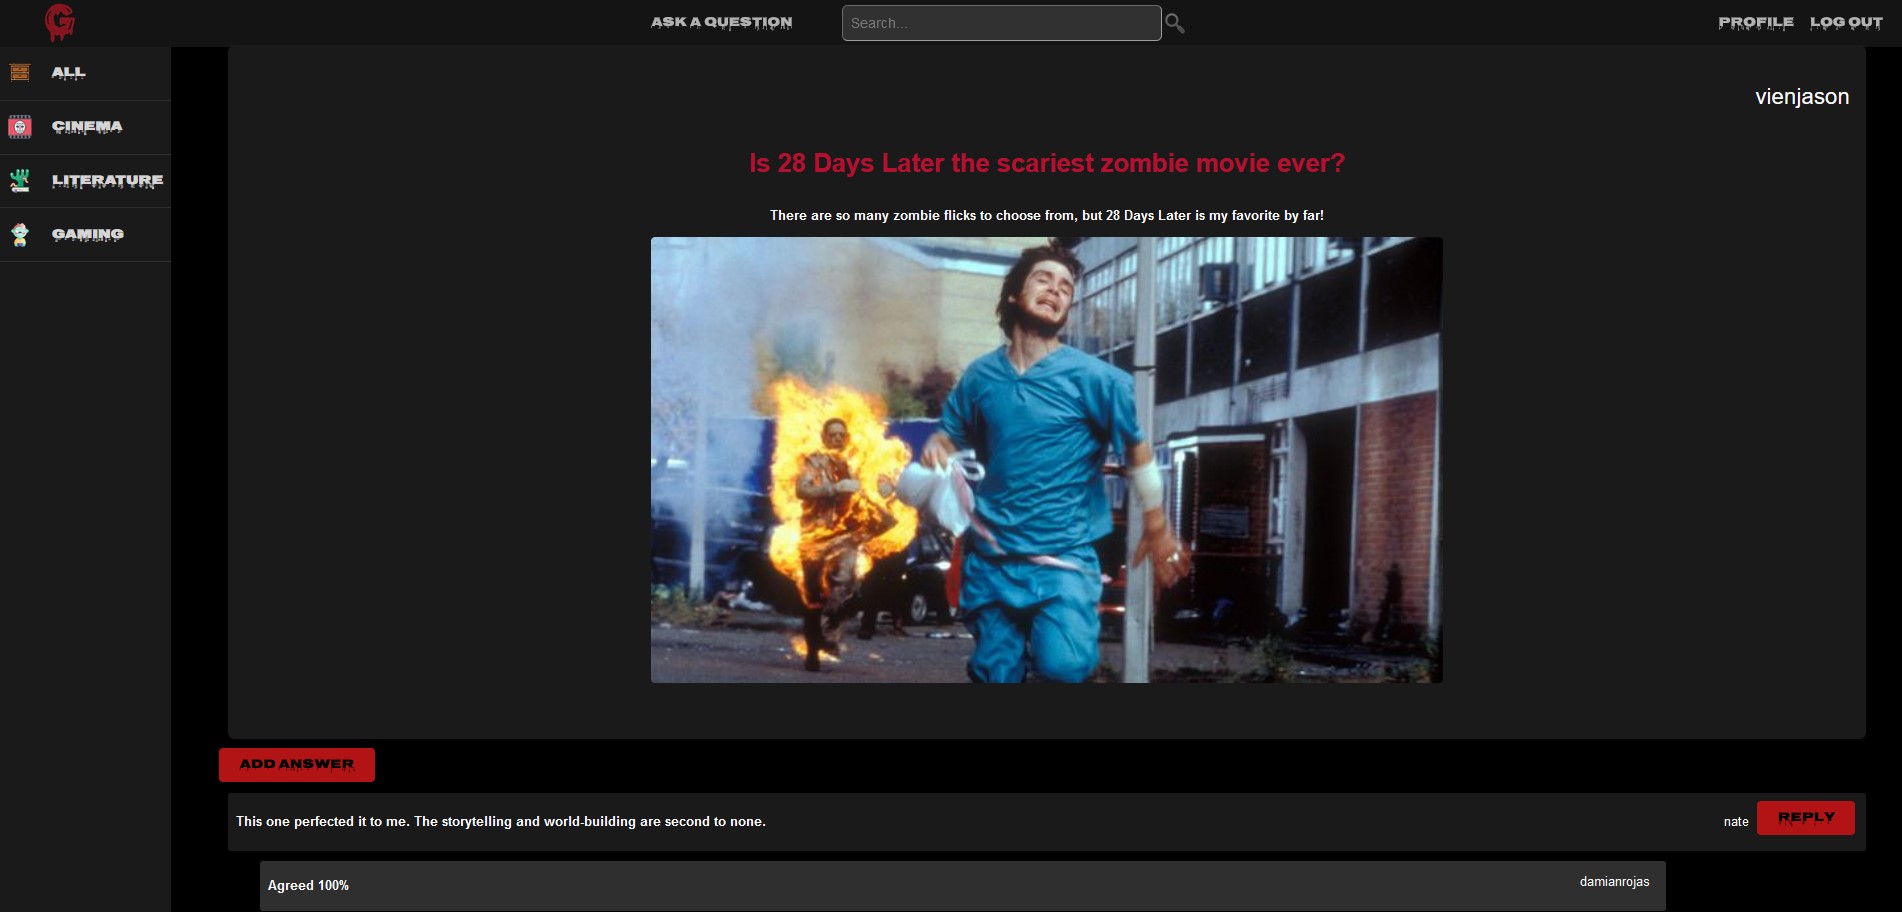 G
ASK A QUESTION
Search...
PROFILE
LOG OUT
ALL
CINEMA
LITERATURE
GAMING
vienjason
Is 28 Days Later the scariest zombie movie ever?
There are so many zombie flicks to choose from, but 28 Days Later is my favorite by far!
ADD ANSWER
This one perfected it to me. The storytelling and world-building are second to none.
nate
REPLY
Agreed 100%
damianrojas